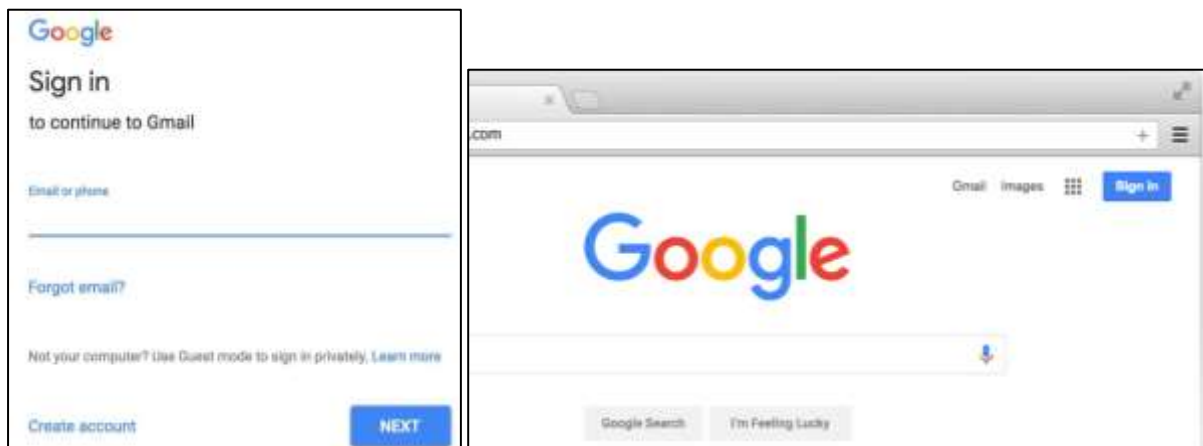 Google
Sign in
to continue to Gmail
Email or phone
Forgot email?
Not your computer? Use Guest mode to sign in privately. Learn more
Create account
NEXT
.com
Gmail Images Sign in
Google
Google Search I'm Feeling Lucky